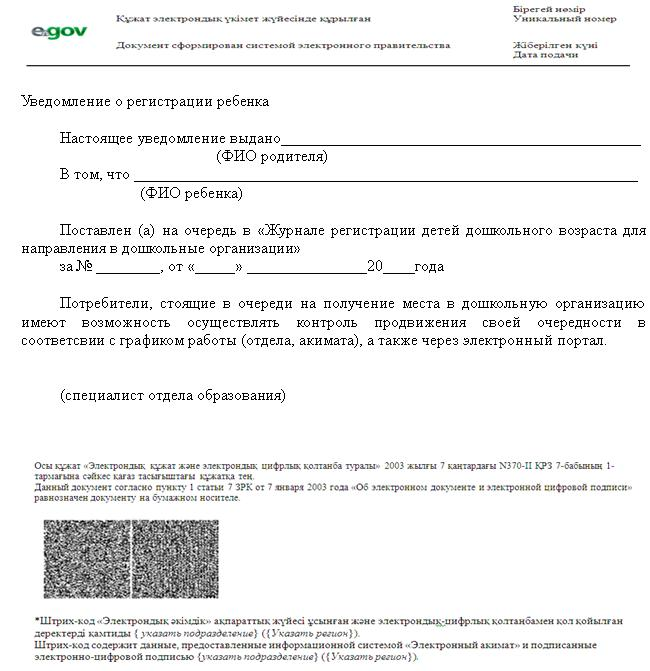 egov
Құжат электрондық үкімет жүйесінде құрылған
Бірегей нөмір
Уникальный номер
Документ сформирован системой электронного правительства
Жіберілген күні
Дата подачи
Уведомление о регистрации ребенка
Настоящее уведомление выдано_____________________________________________
(ФИО родителя)
В том, что _______________________________________________________________
(ФИО ребенка)
Поставлен (а) на очередь в «Журнале регистрации детей дошкольного возраста для
направления в дошкольные организации»
за № ________, от «_____» _______________20____года
Потребители, стоящие в очереди на получение места в дошкольную организацию
имеют возможность осуществлять контроль продвижения своей очередности в
соответсвии с графиком работы (отдела, акимата), а также через электронный портал.
(специалист отдела образования)
Осы құжат «Электрондық құжат және электрондық цифрлық қолтанба туралы» 2003 жылғы 7 қаңтардағы N370-II ҚРЗ 7-бабының 1-
тармағына сәйкес қағаз тасығыштағы құжатқа тең.
Данный документ согласно пункту 1 статьи 7 ЗРК от 7 января 2003 года «Об электронном документе и электронной цифровой подписи»
равнозначен документу на бумажном носителе.
*Штрих-код «Электрондық әкімдік» ақпараттық жүйесі ұсынған және электрондық-цифрлық қолтанбамен қол қойылған
деректерді қамтиды { указать подразделение} ({Указать регион}).
Штрих-код содержит данные, предоставленные информационной системой «Электронный акимат» и подписанные
электронно-цифровой подписью {указать подразделение} ({Указать регион}).